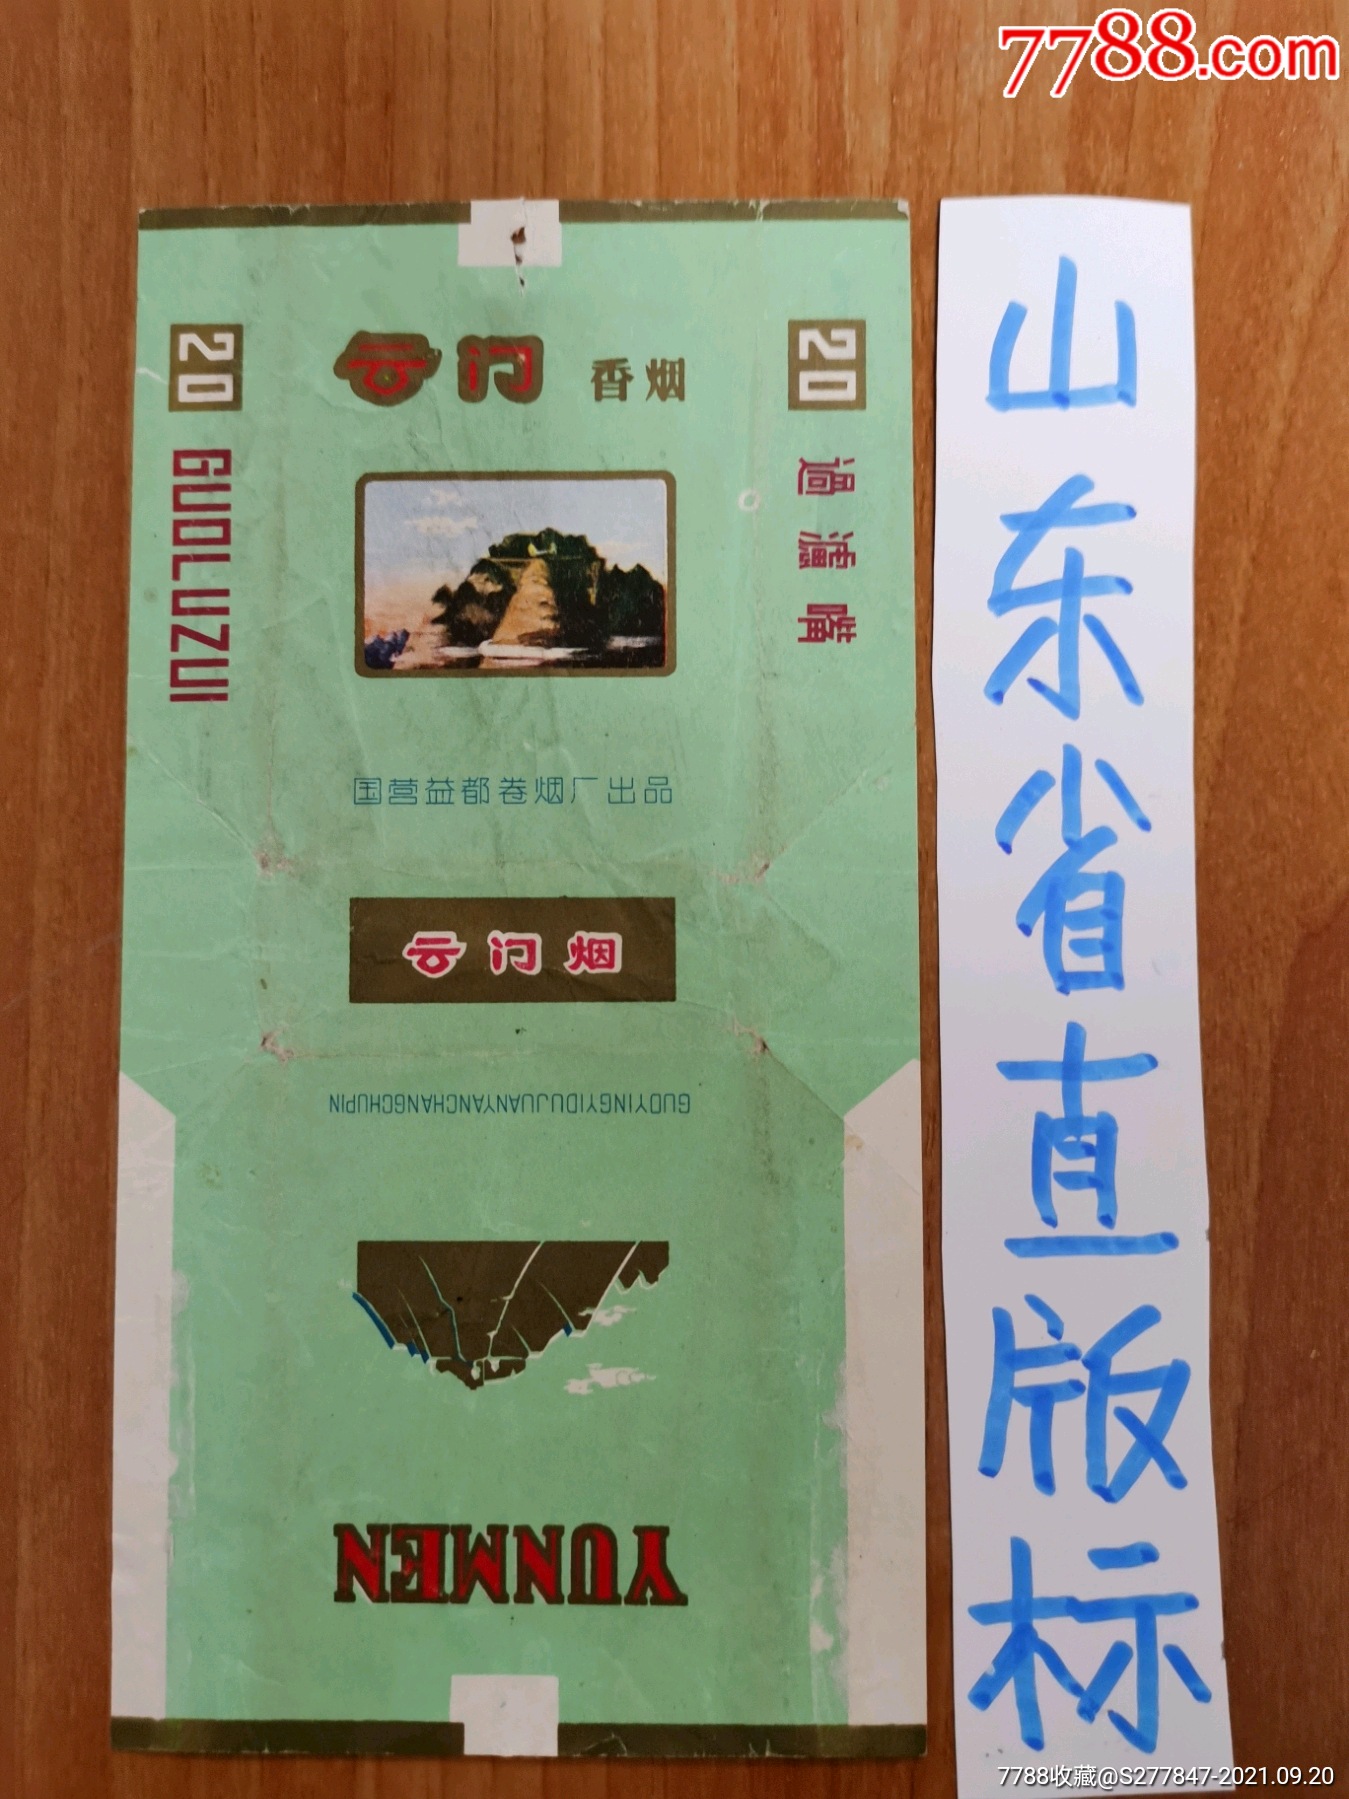 7788.com
20
GUOLUZUI
云门 香烟
20
過濾嘴
国营益都卷烟厂出品
云门烟
GUOYINGYIDUJUANYANCHANGCHUPIN
YUNMEN
山东省直版标
7788收藏@S277847-2021.09.20